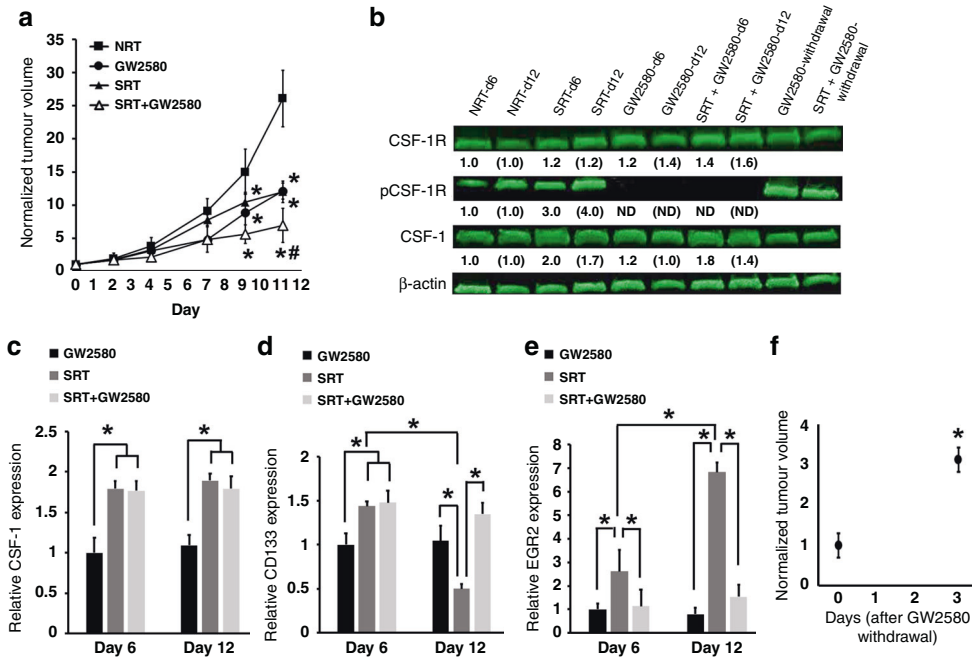 a
NRT
GW2580
SRT
SRT+GW2580
Normalized tumour volume
35
30
25
20
15
10
5
0
*
*
*
*
*
*#
0 1 2 3 4 5 6 7 8 9 10 11 12
Day
b
NRT-d6
NRT-d12
SRT-d6
SRT-d12
GW2580-d6
GW2580-d12
SRT + GW2580-d6
SRT + GW2580-d12
GW2580-withdrawal
SRT + GW2580-
withdrawal
CSF-1R
1.0 (1.0) 1.2 (1.2) 1.2 (1.4) 1.4 (1.6)
pCSF-1R
1.0 (1.0) 3.0 (4.0) ND (ND) ND (ND)
CSF-1
1.0 (1.0) 2.0 (1.7) 1.2 (1.0) 1.8 (1.4)
β-actin
c
GW2580
SRT
SRT+GW2580
Relative CSF-1 expression
2.5
2
1.5
1
0.5
0
*
*
Day 6 Day 12
d
GW2580
SRT
SRT+GW2580
Relative CD133 expression
2
1.5
1
0.5
0
*
*
*
*
Day 6 Day 12
e
GW2580
SRT
SRT+GW2580
Relative EGR2 expression
8
7
6
5
4
3
2
1
0
*
*
*
*
*
Day 6 Day 12
f
Normalized tumour volume
4
3
2
1
0
*
0 1 2 3
Days (after GW2580
withdrawal)